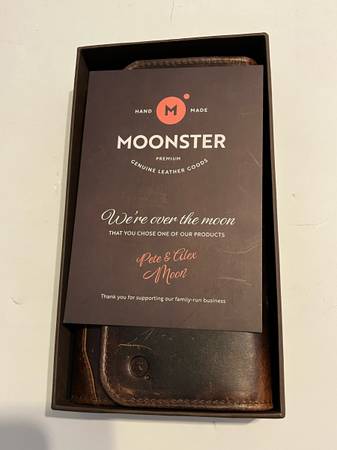 HAND M MADE
MOONSTER
PREMIUM
GENUINE LEATHER GOODS
We're over the moon
THAT YOU CHOSE ONE OF OUR PRODUCTS
Pete & Alex
Moon
Thank you for supporting our family-run business